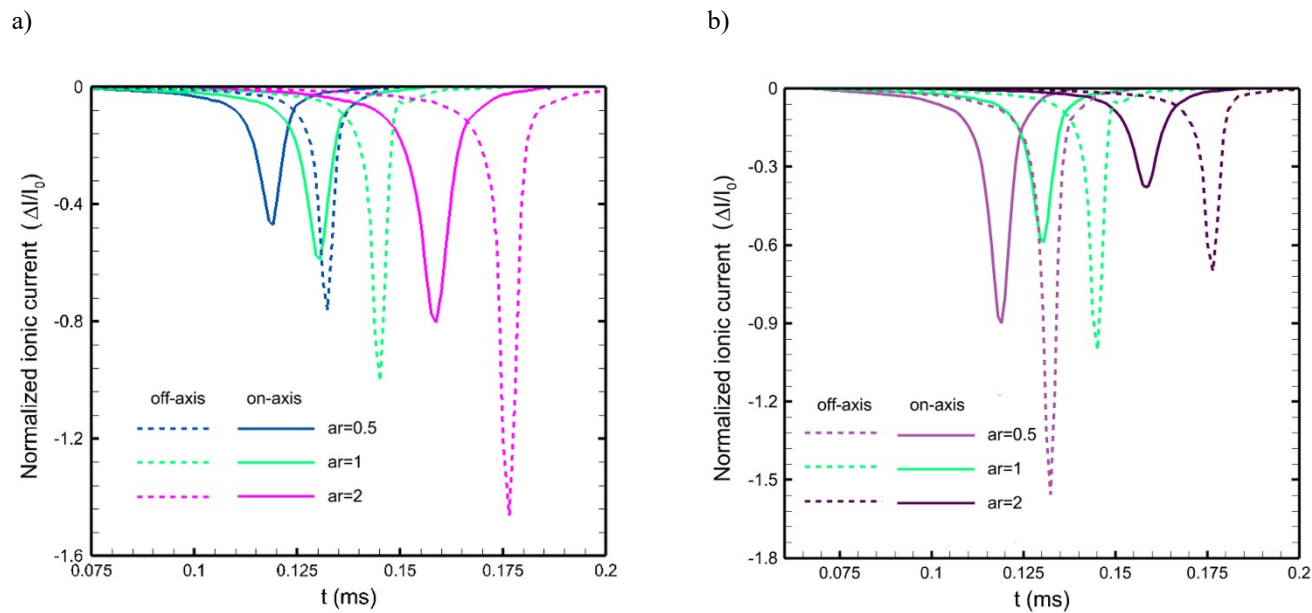 a)
0
-0.4
-0.8
-1.2
-1.6
Normalized ionic current (ΔI/I₀)
off-axis on-axis
ar=0.5
ar=1
ar=2
0.075 0.1 0.125 0.15 0.175 0.2
t (ms)
b)
0
-0.3
-0.6
-0.9
-1.2
-1.5
-1.8
Normalized ionic current (ΔI/I₀)
off-axis on-axis
ar=0.5
ar=1
ar=2
0.075 0.1 0.125 0.15 0.175 0.2
t (ms)